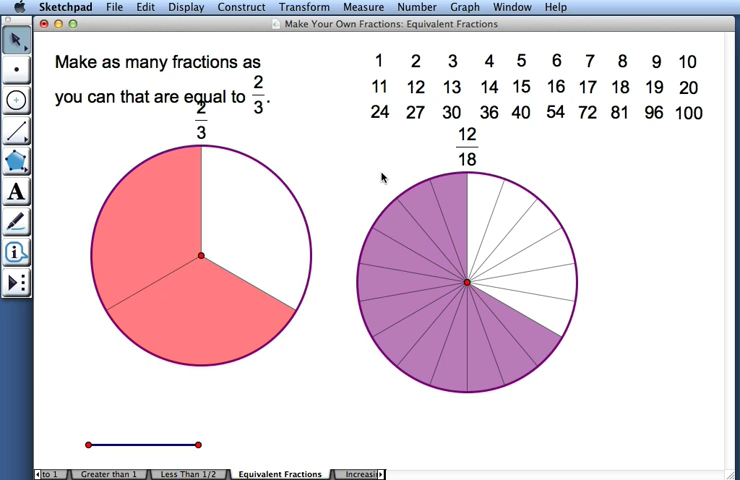 Sketchpad File Edit Display Construct Transform Measure Number Graph Window Help
Make Your Own Fractions: Equivalent Fractions
Make as many fractions as
you can that are equal to 2/3.
1 2 3 4 5 6 7 8 9 10
11 12 13 14 15 16 17 18 19 20
24 27 30 36 40 54 72 81 96 100
2
3
12
18
A
to 1 Greater than 1 Less Than 1/2 Equivalent Fractions Increasi